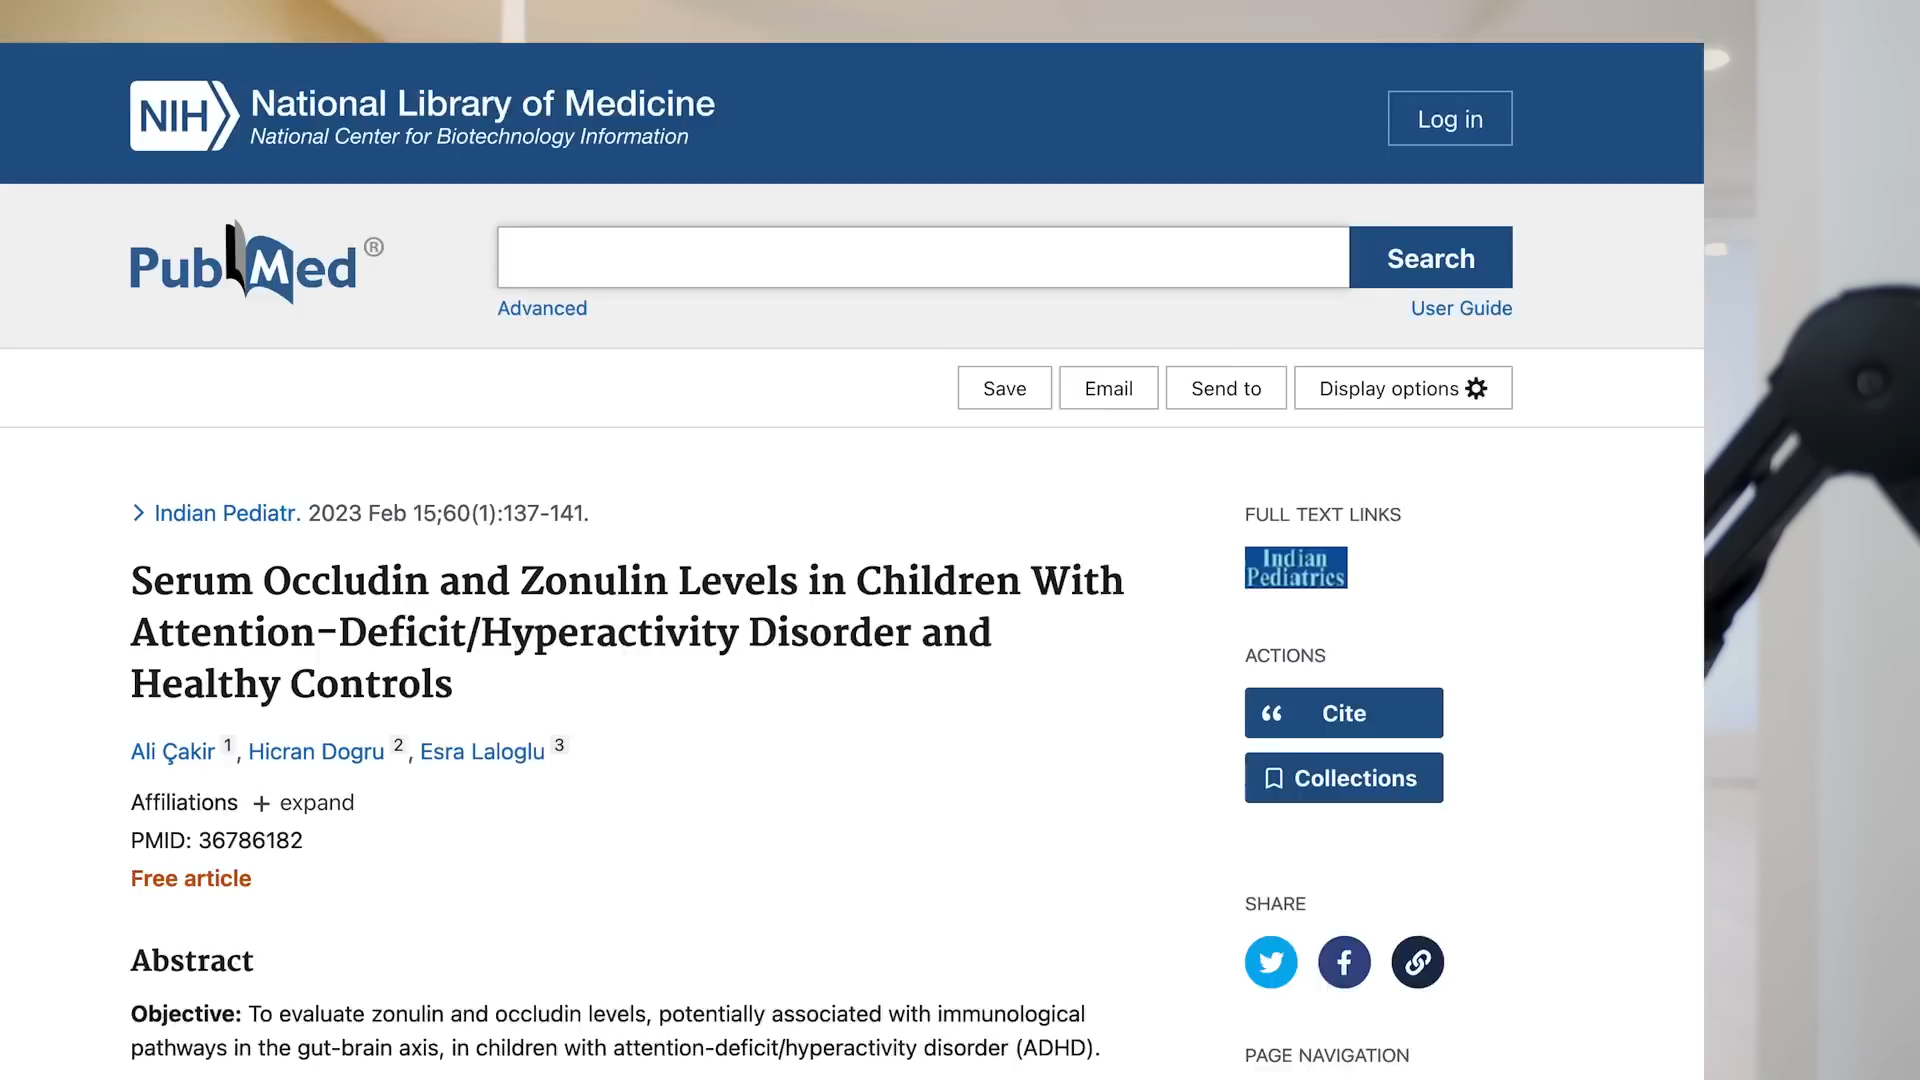 NIH National Library of Medicine
National Center for Biotechnology Information
Log in
PubMed®
Search
Advanced
User Guide
Save
Email
Send to
Display options
Indian Pediatr. 2023 Feb 15;60(1):137-141.
Serum Occludin and Zonulin Levels in Children With
Attention-Deficit/Hyperactivity Disorder and
Healthy Controls
Ali Çakir 1, Hicran Dogru 2, Esra Laloglu 3
Affiliations + expand
PMID: 36786182
Free article
Abstract
Objective: To evaluate zonulin and occludin levels, potentially associated with immunological
pathways in the gut-brain axis, in children with attention-deficit/hyperactivity disorder (ADHD).
FULL TEXT LINKS
Indian
Pediatrics
ACTIONS
Cite
Collections
SHARE
PAGE NAVIGATION